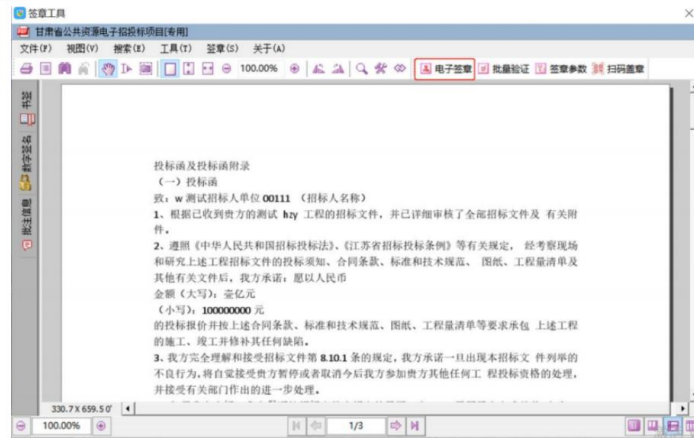 签章工具
甘肃省公共资源电子招投标项目[专用]
文件(F) 视图(V) 搜索(E) 工具(T) 签章(S) 关于(A)
100.00% 电子签章 批量验证 签章参数 扫码盖章
书签
数字签名
批注信息
投标函及投标函附录
（一）投标函
致：w 测试招标人单位 00111 （招标人名称）
1、根据已收到贵方的测试 hzy 工程的招标文件，并已详细审核了全部招标文件及 有关附
件。
2、遵照《中华人民共和国招标投标法》、《江苏省招标投标条例》等有关规定， 经考察现场
和研究上述工程招标文件的投标须知、合同条款、标准和技术规范、 图纸、工程量清单及
其他有关文件后，我方承诺：愿以人民币
金额（大写）：壹亿元
（小写）：100000000 元
的投标报价并按上述合同条款、标准和技术规范、图纸、工程量清单等要求承包 上述工程
的施工、竣工并修补其任何缺陷。
3、我方完全理解和接受招标文件第 8.10.1 条的规定，我方承诺一旦出现本招标文 件列举的
不良行为，将自觉接受贵方暂停或者取消今后我方参加贵方其他任何工 程投标资格的处理，
并接受有关部门作出的进一步处理。
330.7 X 659.5 0'
100.00% 1/3